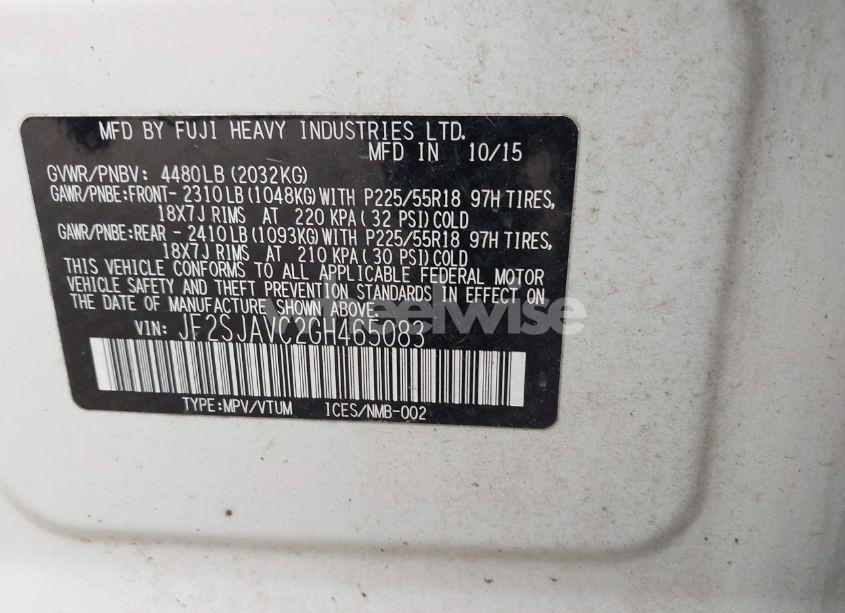 MFD BY FUJI HEAVY INDUSTRIES LTD.
MFD IN 10/15
GVWR/PNBV: 4480LB (2032KG)
GAWR/PNBE:FRONT- 2310LB (1048KG) WITH P225/55R18 97H TIRES,
18X7J RIMS AT 220 KPA ( 32 PSI) COLD
GAWR/PNBE:REAR - 2410LB (1093KG) WITH P225/55R18 97H TIRES,
18X7J RIMS AT 210 KPA ( 30 PSI) COLD
THIS VEHICLE CONFORMS TO ALL APPLICABLE FEDERAL MOTOR
VEHICLE SAFETY AND THEFT PREVENTION STANDARDS IN EFFECT ON
THE DATE OF MANUFACTURE SHOWN ABOVE.
wheelwise
VIN: JF2SJAVC2GH465083
TYPE:MPV/VTUM ICES/NMB-002